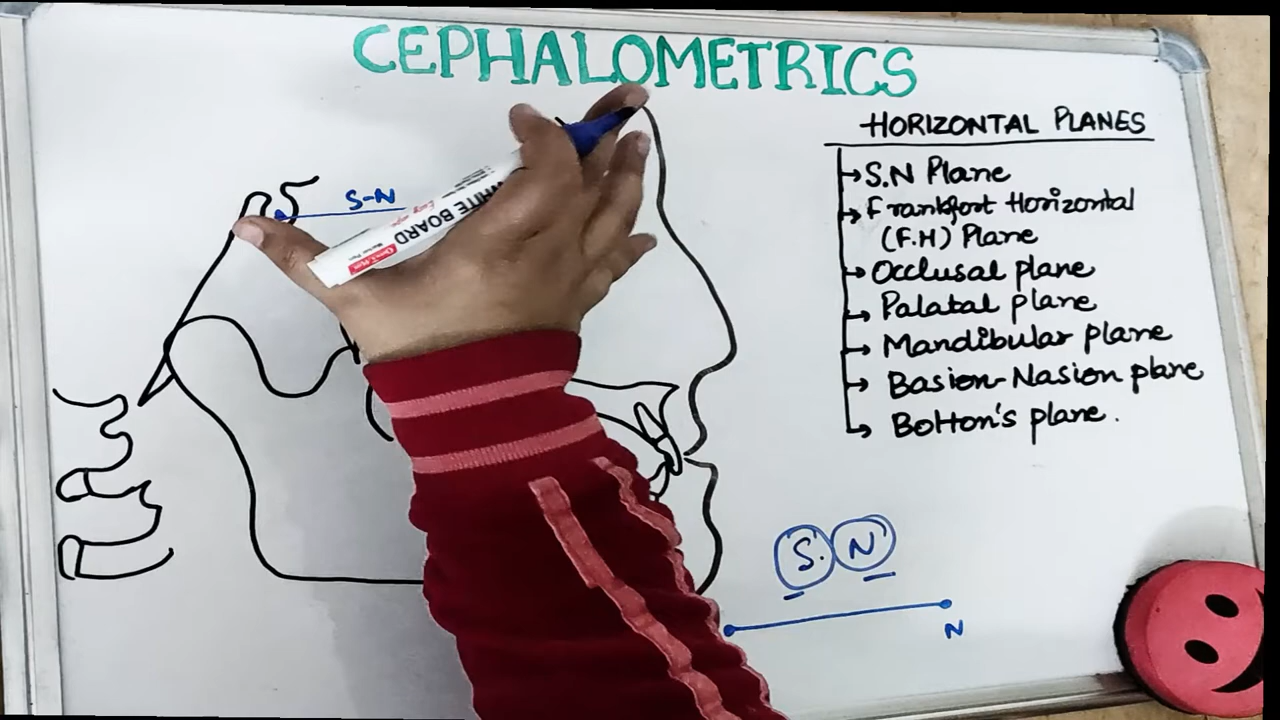 CEPHALOMETRICS
HORIZONTAL PLANES
S.N Plane
Frankfort Horizontal
(F.H) Plane
Occlusal plane
Palatal plane
Mandibular plane
Basion-Nasion plane
Bolton's plane.
S-N
WHITE BOARD
S. N
N